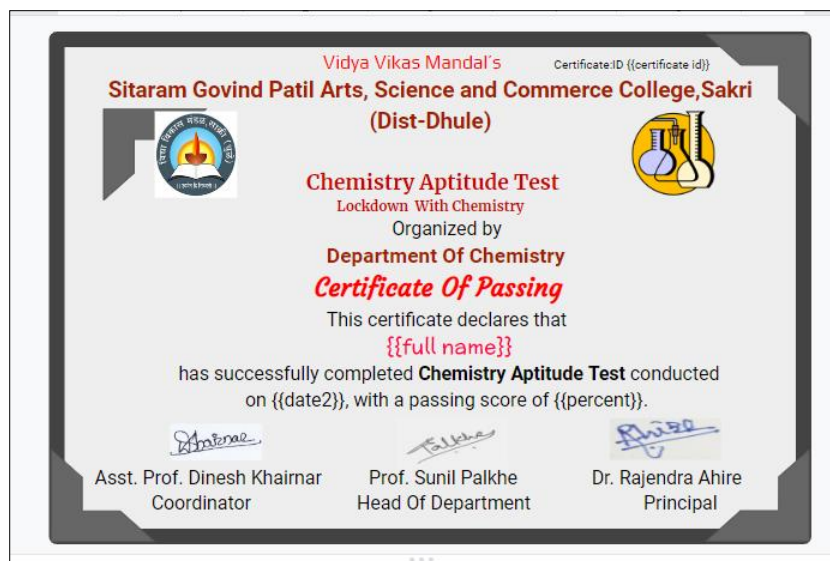 Vidya Vikas Mandal's
Certificate:ID {{certificate id}}
Sitaram Govind Patil Arts, Science and Commerce College,Sakri
(Dist-Dhule)
विद्या विकास मंडळ, साक्री (धुळे)
Chemistry Aptitude Test
Lockdown With Chemistry
Organized by
Department Of Chemistry
Certificate Of Passing
This certificate declares that
{{full name}}
has successfully completed Chemistry Aptitude Test conducted
on {{date2}}, with a passing score of {{percent}}.
Asst. Prof. Dinesh Khairnar
Prof. Sunil Palkhe
Dr. Rajendra Ahire
Coordinator
Head Of Department
Principal